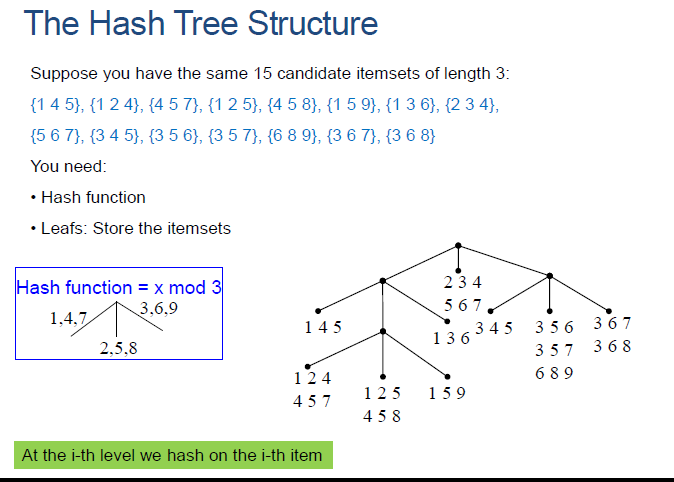 The Hash Tree Structure
Suppose you have the same 15 candidate itemsets of length 3:
{1 4 5}, {1 2 4}, {4 5 7}, {1 2 5}, {4 5 8}, {1 5 9}, {1 3 6}, {2 3 4},
{5 6 7}, {3 4 5}, {3 5 6}, {3 5 7}, {6 8 9}, {3 6 7}, {3 6 8}
You need:
• Hash function
• Leafs: Store the itemsets
Hash function = x mod 3
1,4,7
3,6,9
2,5,8
2 3 4
5 6 7
1 4 5
1 3 6
3 4 5
3 5 6
3 5 7
6 8 9
3 6 7
3 6 8
1 2 4
4 5 7
1 2 5
4 5 8
1 5 9
At the i-th level we hash on the i-th item